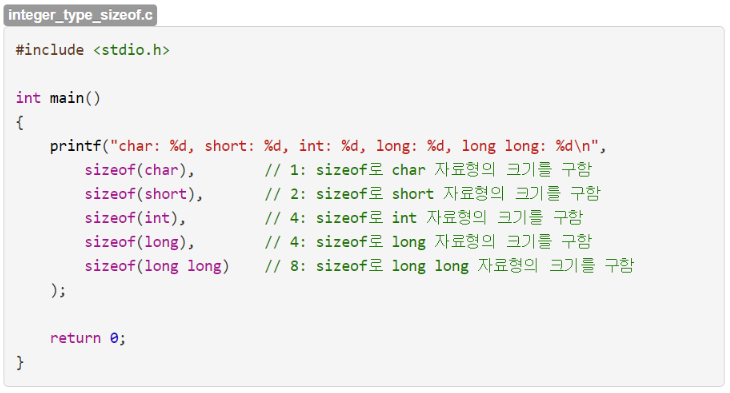 integer_type_sizeof.c
#include <stdio.h>
int main()
{
    printf("char: %d, short: %d, int: %d, long: %d, long long: %d\n",
        sizeof(char),        // 1: sizeof로 char 자료형의 크기를 구함
        sizeof(short),       // 2: sizeof로 short 자료형의 크기를 구함
        sizeof(int),         // 4: sizeof로 int 자료형의 크기를 구함
        sizeof(long),        // 4: sizeof로 long 자료형의 크기를 구함
        sizeof(long long)    // 8: sizeof로 long long 자료형의 크기를 구함
    );
    return 0;
}